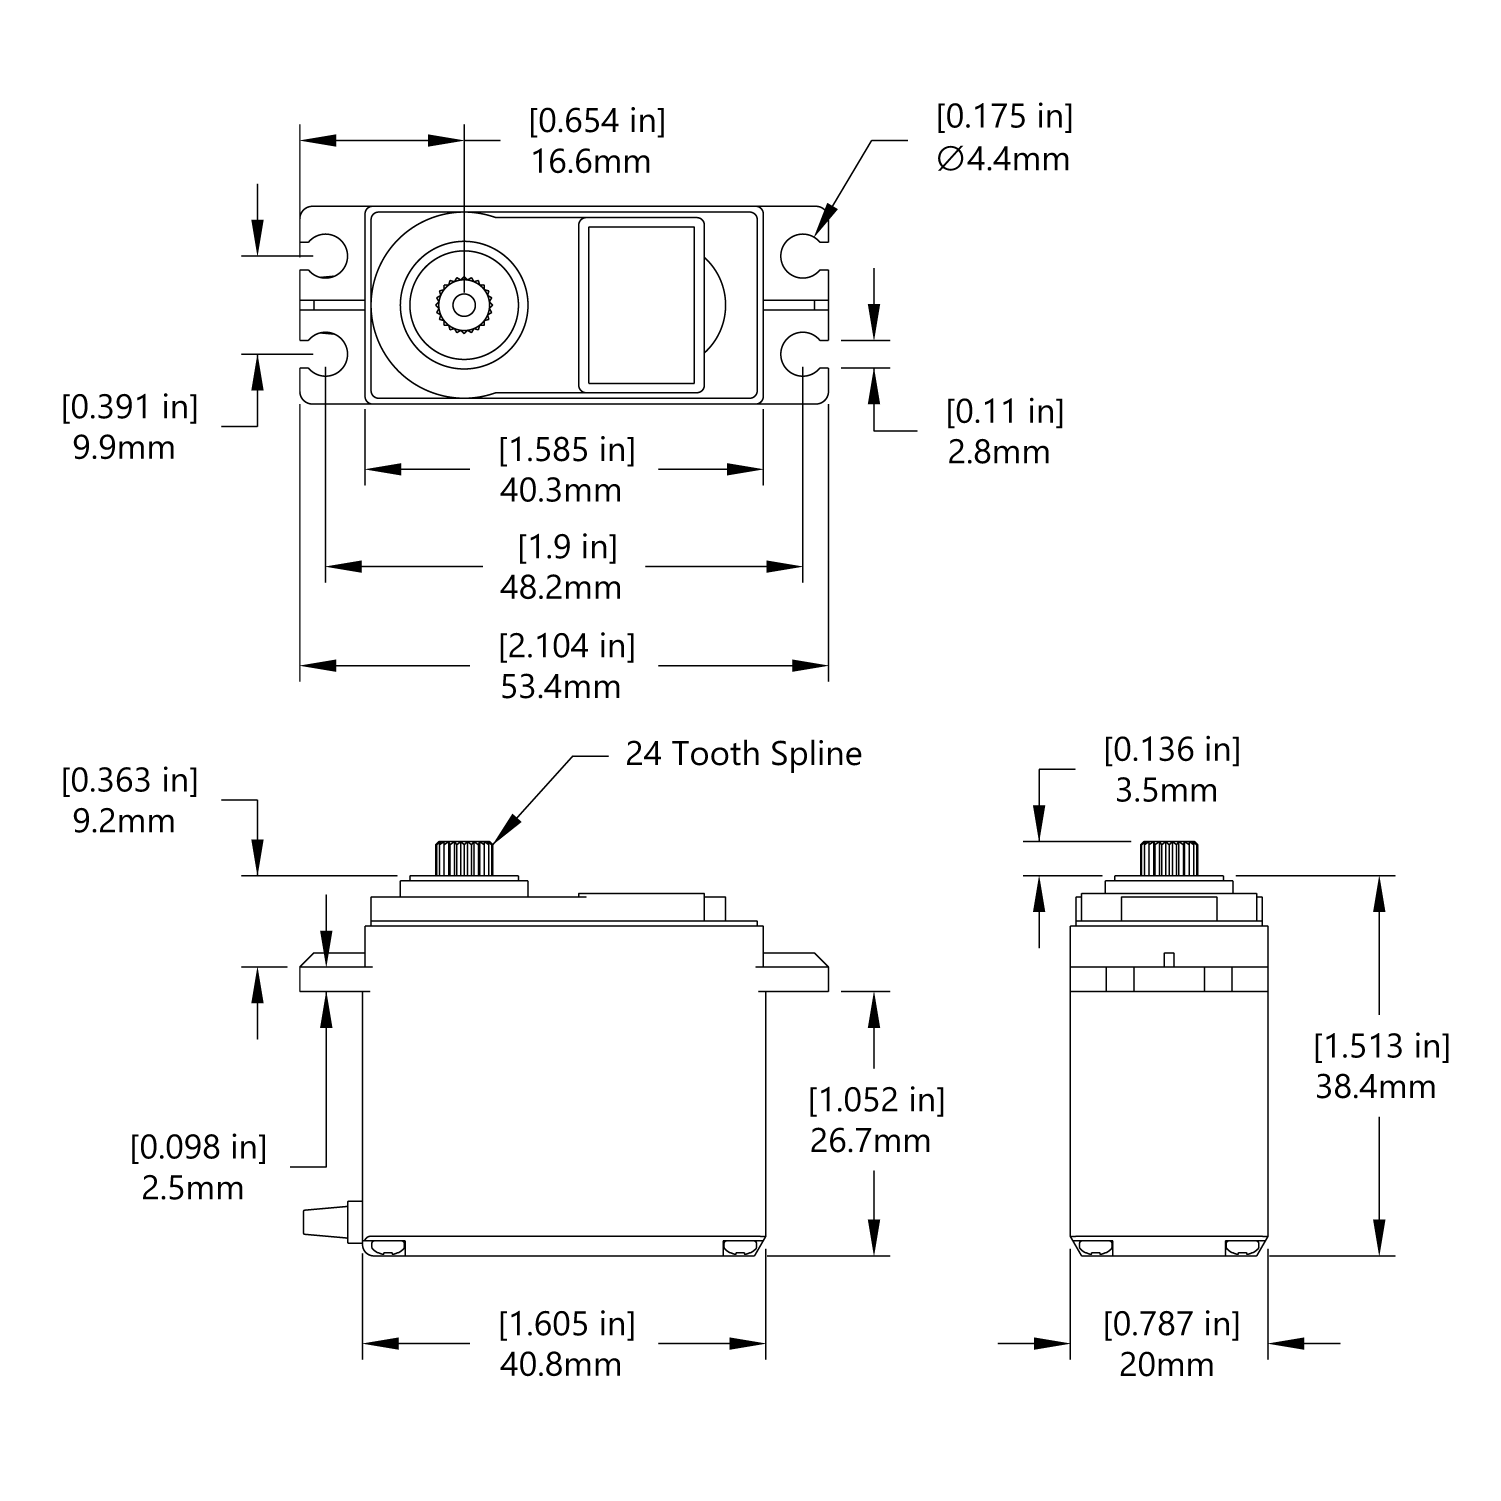 [0.654 in]
16.6mm
[0.175 in]
∅4.4mm
[0.391 in]
9.9mm
[0.11 in]
2.8mm
[1.585 in]
40.3mm
[1.9 in]
48.2mm
[2.104 in]
53.4mm
24 Tooth Spline
[0.363 in]
9.2mm
[0.136 in]
3.5mm
[1.513 in]
38.4mm
[1.052 in]
26.7mm
[0.098 in]
2.5mm
[1.605 in]
40.8mm
[0.787 in]
20mm